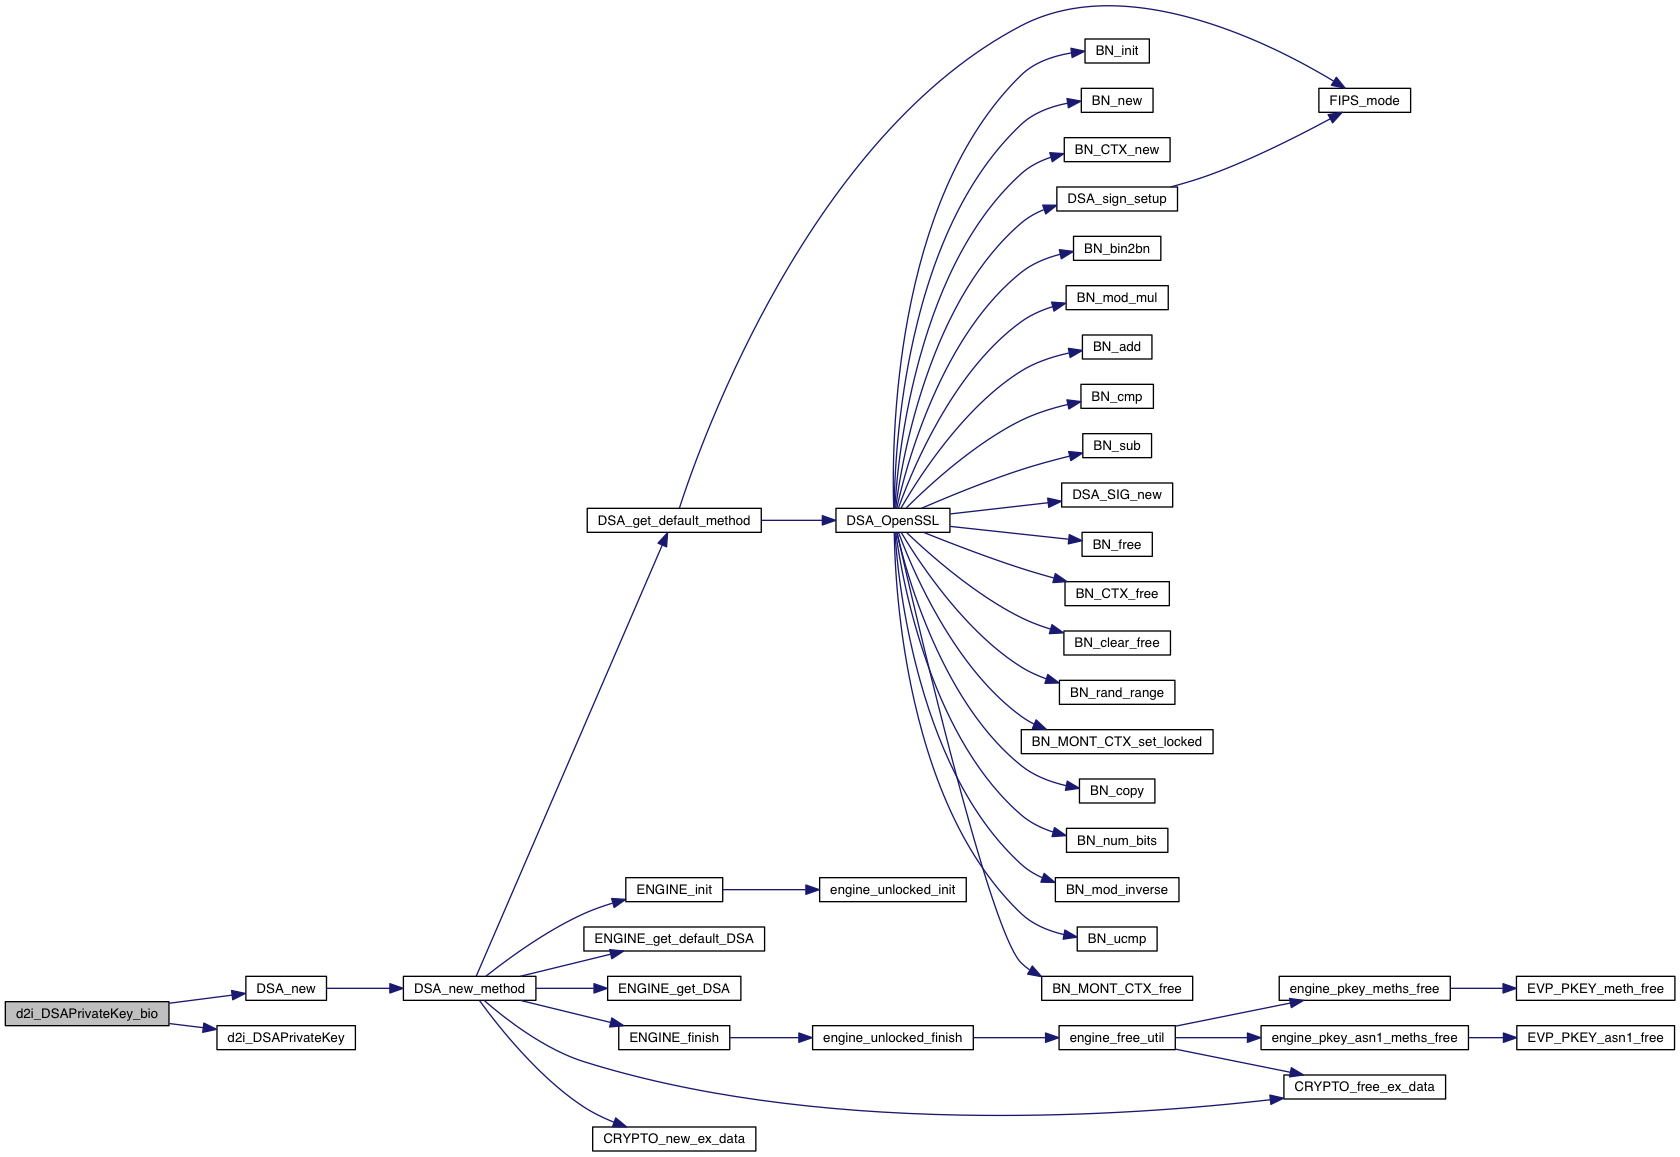 BN_init
BN_new
FIPS_mode
BN_CTX_new
DSA_sign_setup
BN_bin2bn
BN_mod_mul
BN_add
BN_cmp
BN_sub
DSA_SIG_new
DSA_get_default_method
DSA_OpenSSL
BN_free
BN_CTX_free
BN_clear_free
BN_rand_range
BN_MONT_CTX_set_locked
BN_copy
BN_num_bits
ENGINE_init
engine_unlocked_init
BN_mod_inverse
ENGINE_get_default_DSA
BN_ucmp
DSA_new
DSA_new_method
ENGINE_get_DSA
BN_MONT_CTX_free
engine_pkey_meths_free
EVP_PKEY_meth_free
d2i_DSAPrivateKey_bio
d2i_DSAPrivateKey
ENGINE_finish
engine_unlocked_finish
engine_free_util
engine_pkey_asn1_meths_free
EVP_PKEY_asn1_free
CRYPTO_free_ex_data
CRYPTO_new_ex_data